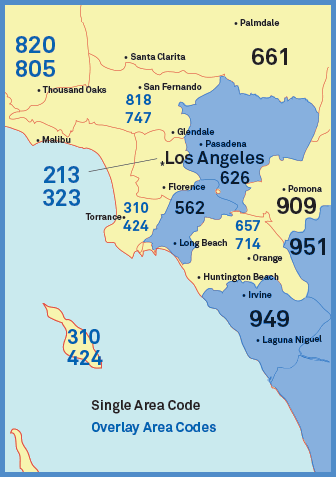 Palmdale
820
805
661
Santa Clarita
Thousand Oaks
San Fernando
818
747
Glendale
Malibu
Pasadena
Los Angeles
213
323
626
Florence
Pomona
909
310
424
562
Torrance
657
714
Long Beach
951
Orange
Huntington Beach
Irvine
949
Laguna Niguel
310
424
Single Area Code
Overlay Area Codes